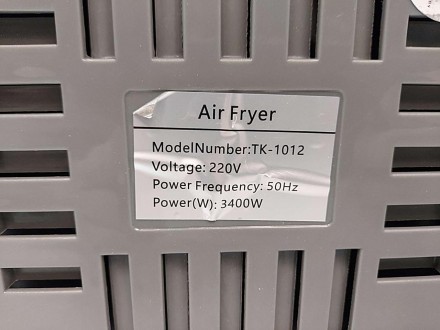 Air Fryer
ModelNumber:TK-1012
Voltage: 220V
Power Frequency: 50Hz
Power(W): 3400W